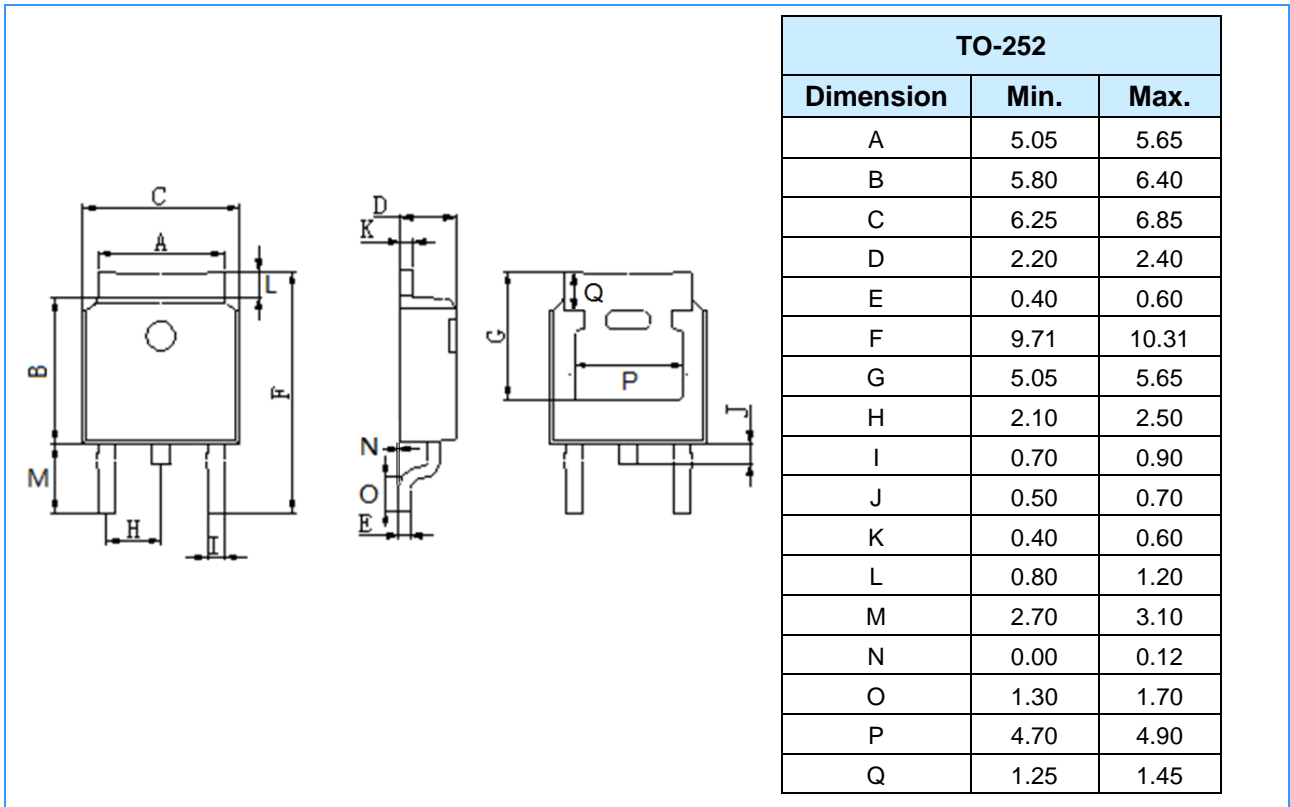 C
A
L
B
F
M
H
I
D
K
N
O
E
Q
G
P
J
TO-252
Dimension Min. Max.
A 5.05 5.65
B 5.80 6.40
C 6.25 6.85
D 2.20 2.40
E 0.40 0.60
F 9.71 10.31
G 5.05 5.65
H 2.10 2.50
I 0.70 0.90
J 0.50 0.70
K 0.40 0.60
L 0.80 1.20
M 2.70 3.10
N 0.00 0.12
O 1.30 1.70
P 4.70 4.90
Q 1.25 1.45